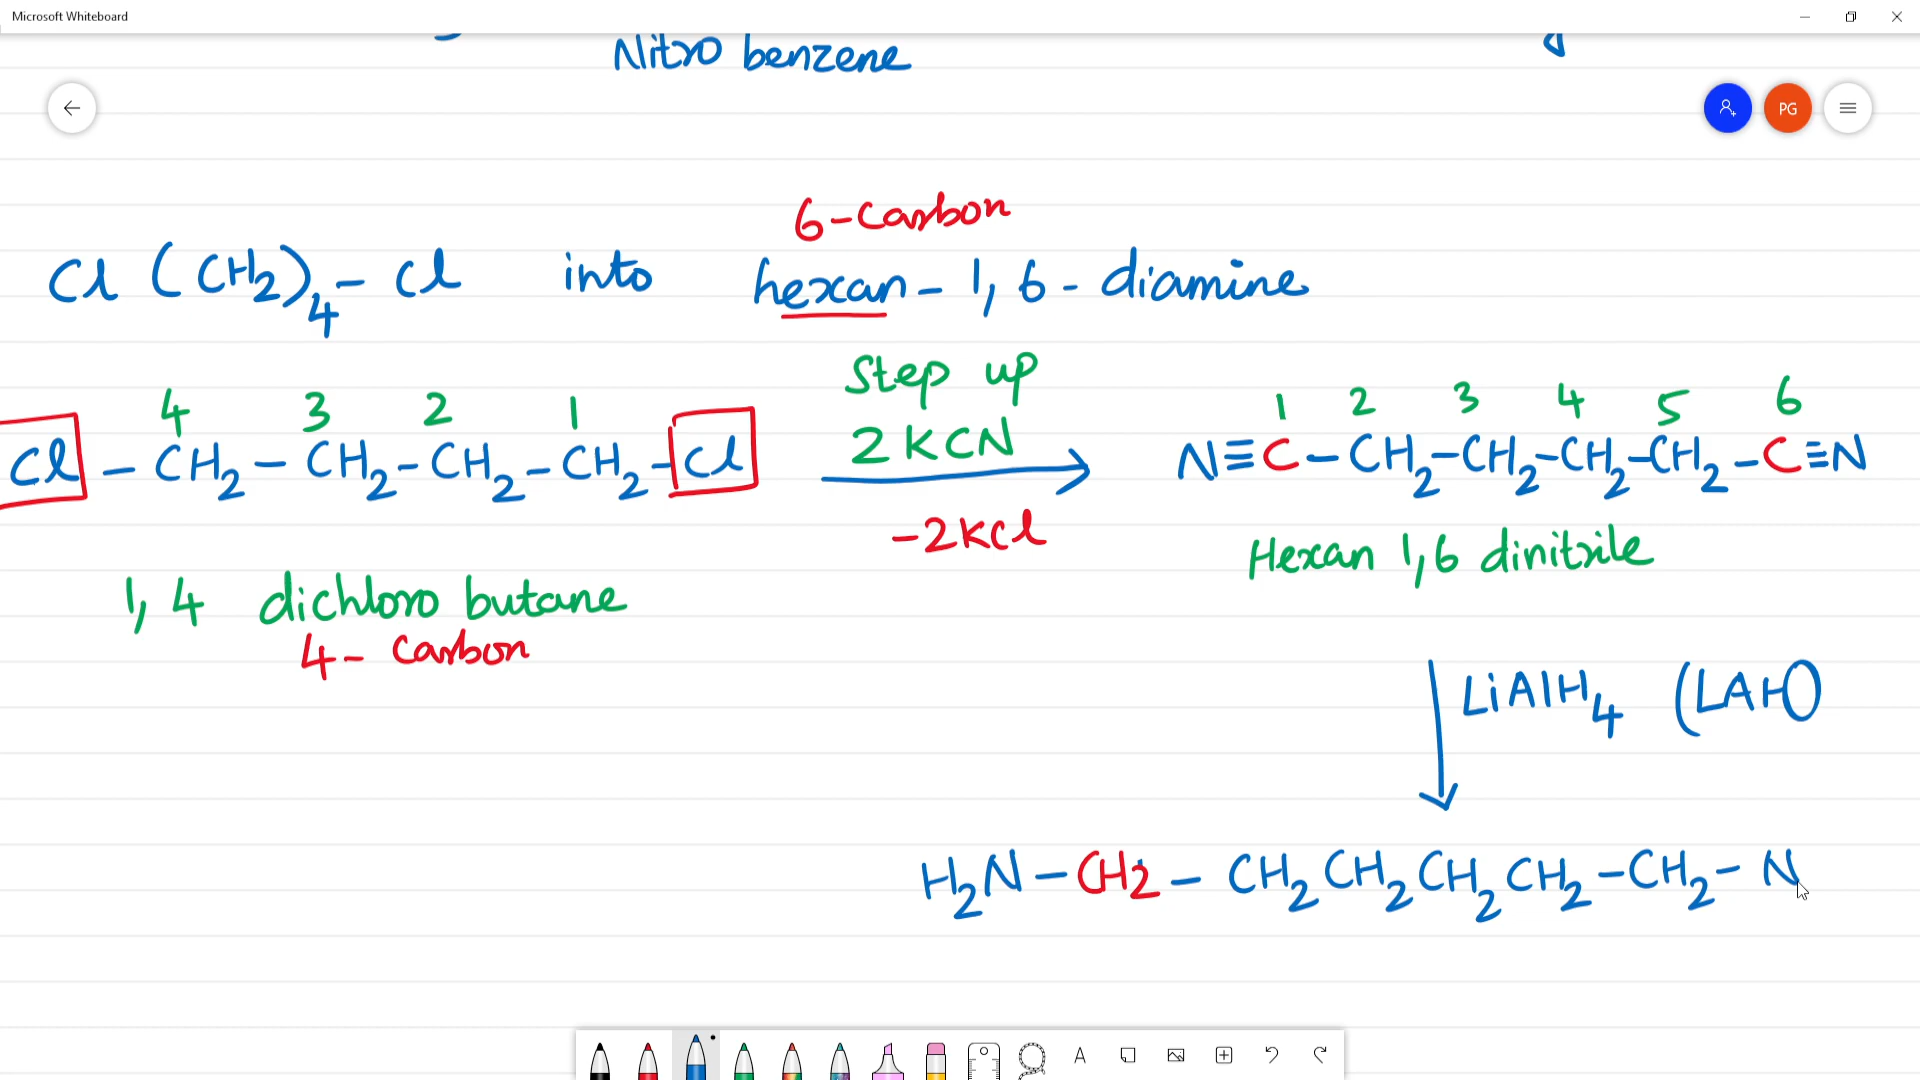 Microsoft Whiteboard
Nitro benzene
PG
6-Carbon
Cl (CH₂)₄ - Cl into hexan - 1, 6 - diamine
Step up
4 3 2 1
2 KCN
1 2 3 4 5 6
Cl - CH₂ - CH₂ - CH₂ - CH₂ - Cl
N≡C - CH₂ - CH₂ - CH₂ - CH₂ - C≡N
-2KCl
Hexan 1,6 dinitrile
1, 4 dichloro butane
4 - Carbon
LiAlH₄ (LAH)
H₂N - CH2 - CH₂ CH₂ CH₂ CH₂ - CH₂ - N
A